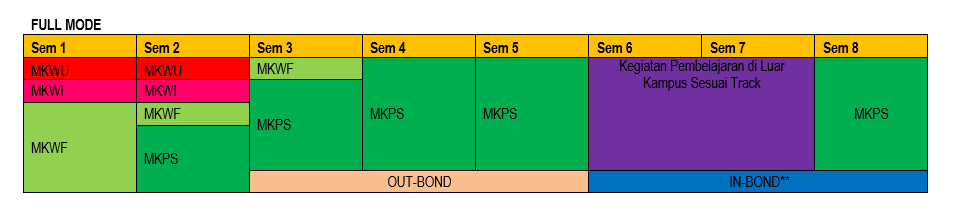 FULL MODE
Sem 1 Sem 2 Sem 3 Sem 4 Sem 5 Sem 6 Sem 7 Sem 8
MKWU MKWU MKWF Kegiatan Pembelajaran di Luar
MKWI MKWI Kampus Sesuai Track
MKWF MKPS MKPS MKPS MKPS
MKWF MKPS
OUT-BOND IN-BOND**